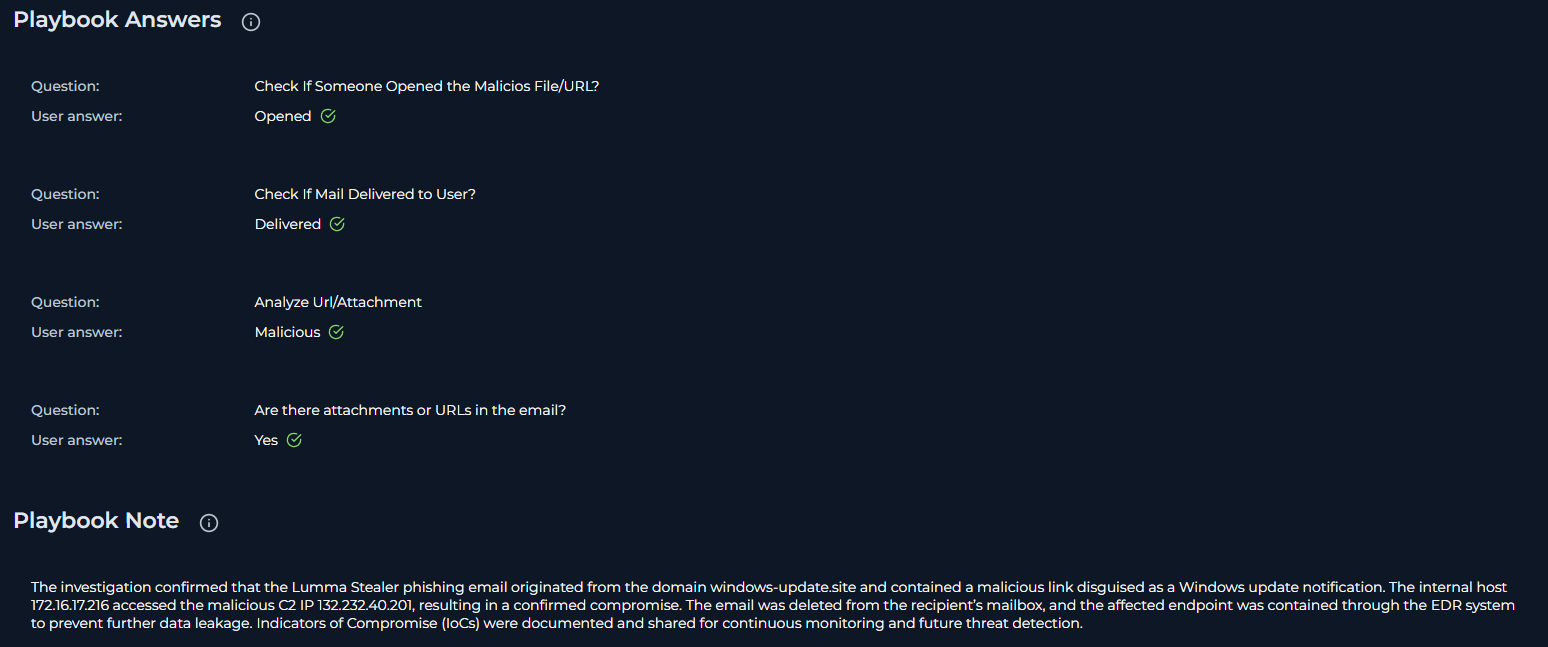 Playbook Answers
Question: Check If Someone Opened the Malicios File/URL?
User answer: Opened
Question: Check If Mail Delivered to User?
User answer: Delivered
Question: Analyze Url/Attachment
User answer: Malicious
Question: Are there attachments or URLs in the email?
User answer: Yes
Playbook Note
The investigation confirmed that the Lumma Stealer phishing email originated from the domain windows-update.site and contained a malicious link disguised as a Windows update notification. The internal host
172.16.17.216 accessed the malicious C2 IP 132.232.40.201, resulting in a confirmed compromise. The email was deleted from the recipient’s mailbox, and the affected endpoint was contained through the EDR system
to prevent further data leakage. Indicators of Compromise (IoCs) were documented and shared for continuous monitoring and future threat detection.